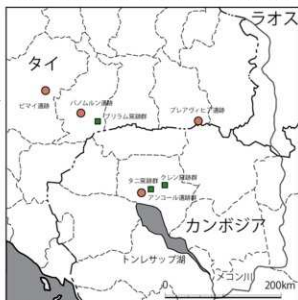 ラオス
タイ
ピマイ遺跡
パノムルン遺跡
ブリラム窯跡群
プレアヴィヒア遺跡
タニ窯跡群
クレン窯跡群
アンコール遺跡群
カンボジア
トンレサップ湖
メコン川
0
200km